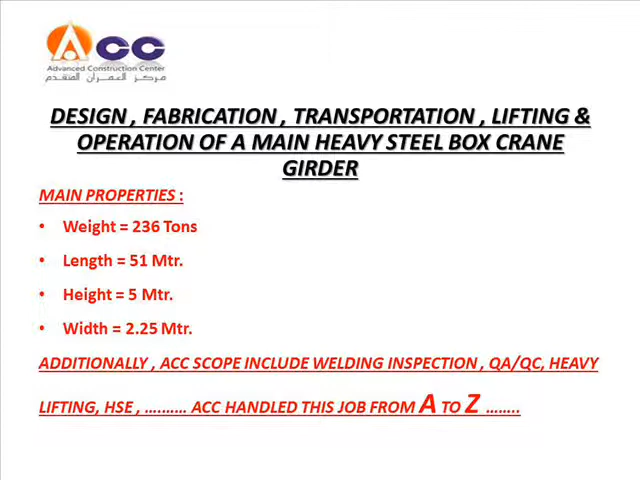 ACC
Advanced Construction Center
مركز العمران المتقدم
DESIGN , FABRICATION , TRANSPORTATION , LIFTING &
OPERATION OF A MAIN HEAVY STEEL BOX CRANE
GIRDER
MAIN PROPERTIES :
• Weight = 236 Tons
• Length = 51 Mtr.
• Height = 5 Mtr.
• Width = 2.25 Mtr.
ADDITIONALLY , ACC SCOPE INCLUDE WELDING INSPECTION , QA/QC, HEAVY
LIFTING, HSE , ………. ACC HANDLED THIS JOB FROM A TO Z ……..